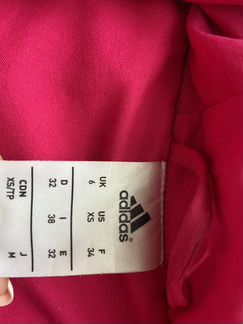 adidas
UK US F
6 XS 34
D I E
32 38 32
CDN J
XS/TP M